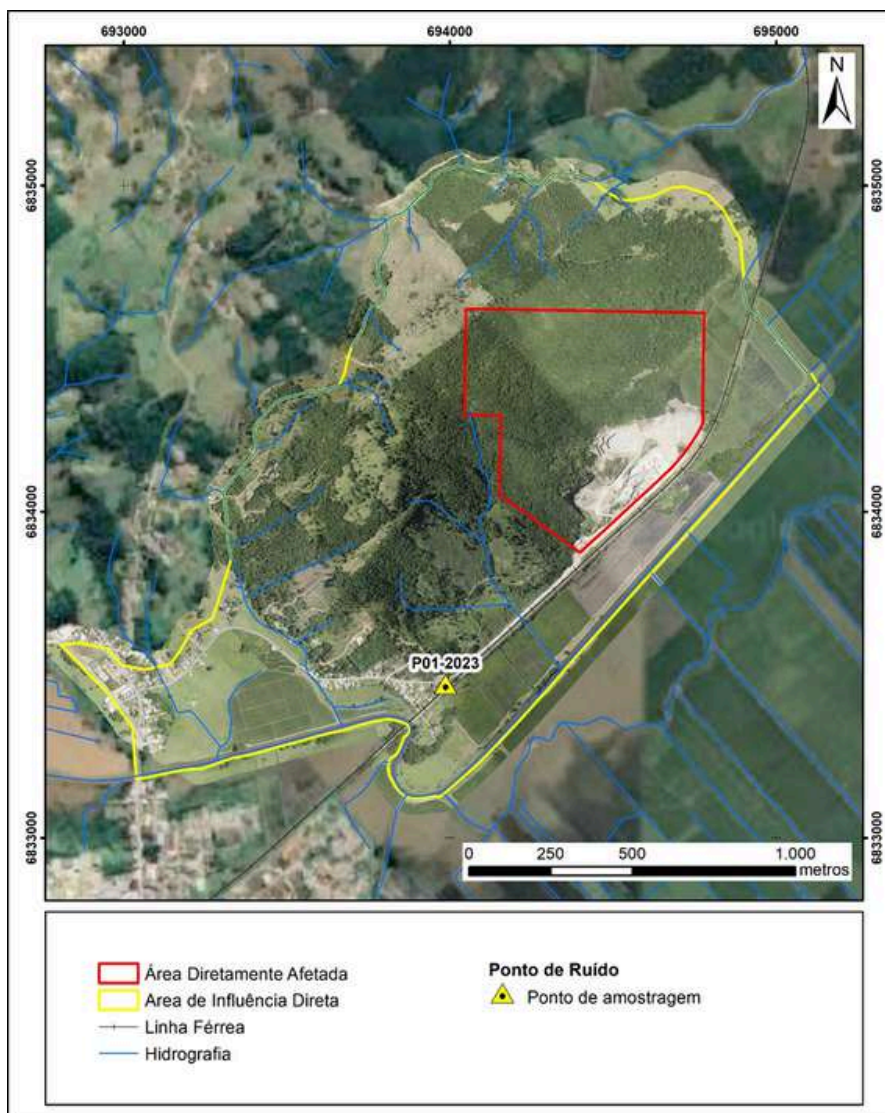 693000 694000 695000
N
6835000 6835000
6834000 6834000
P01-2023
6833000 6833000
0 250 500 1.000
metros
Área Diretamente Afetada
Area de Influência Direta
Linha Férrea
Hidrografia
Ponto de Ruído
Ponto de amostragem